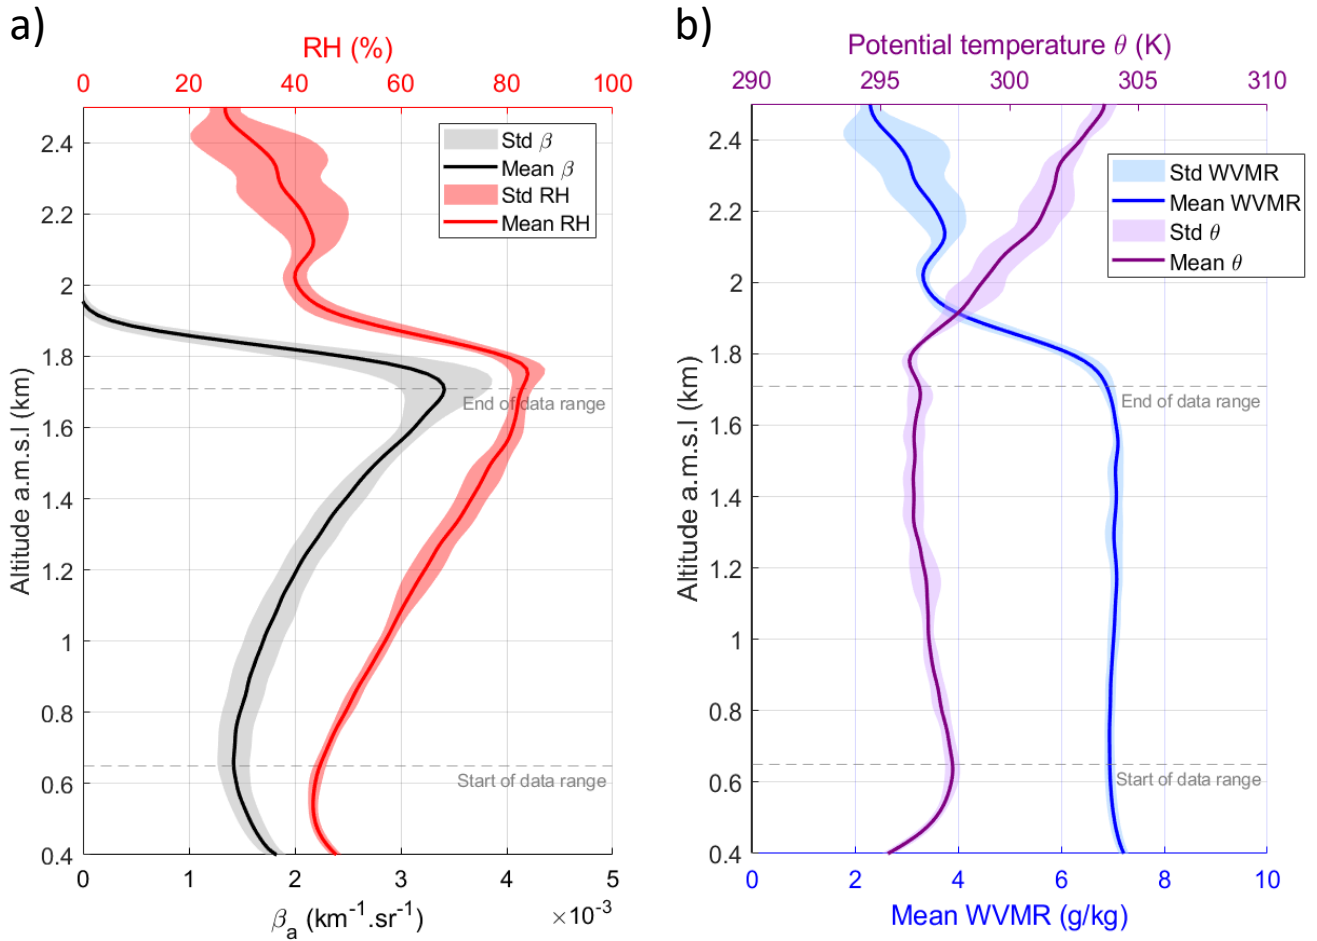 a)
RH (%)
0 20 40 60 80 100
Std β
Mean β
Std RH
Mean RH
2.4
2.2
2
1.8
1.6
1.4
1.2
1
0.8
0.6
0.4
Altitude a.m.s.l (km)
End of data range
Start of data range
0 1 2 3 4 5
βa (km-1.sr-1)
×10-3
b)
Potential temperature θ (K)
290 295 300 305 310
Std WVMR
Mean WVMR
Std θ
Mean θ
2.4
2.2
2
1.8
1.6
1.4
1.2
1
0.8
0.6
0.4
Altitude a.m.s.l (km)
End of data range
Start of data range
0 2 4 6 8 10
Mean WVMR (g/kg)